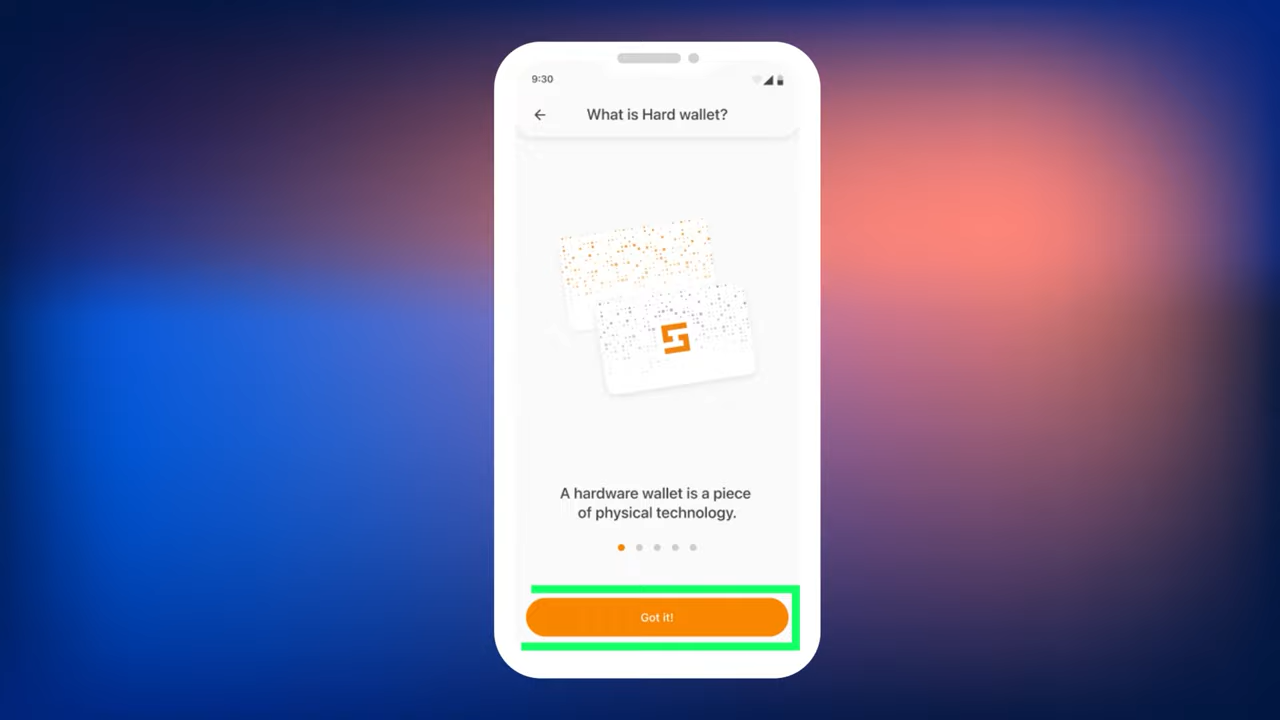 9:30
What is Hard wallet?
A hardware wallet is a piece
of physical technology.
Got it!